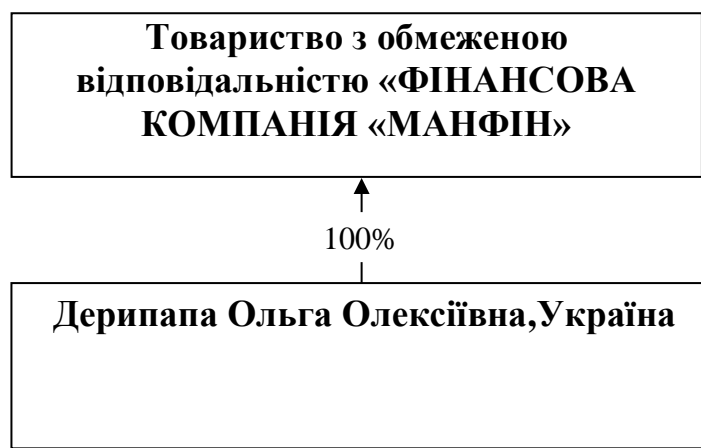 Товариство з обмеженою
відповідальністю «ФІНАНСОВА
КОМПАНІЯ «МАНФІН»
100%
Дерипапа Ольга Олексіївна,Україна